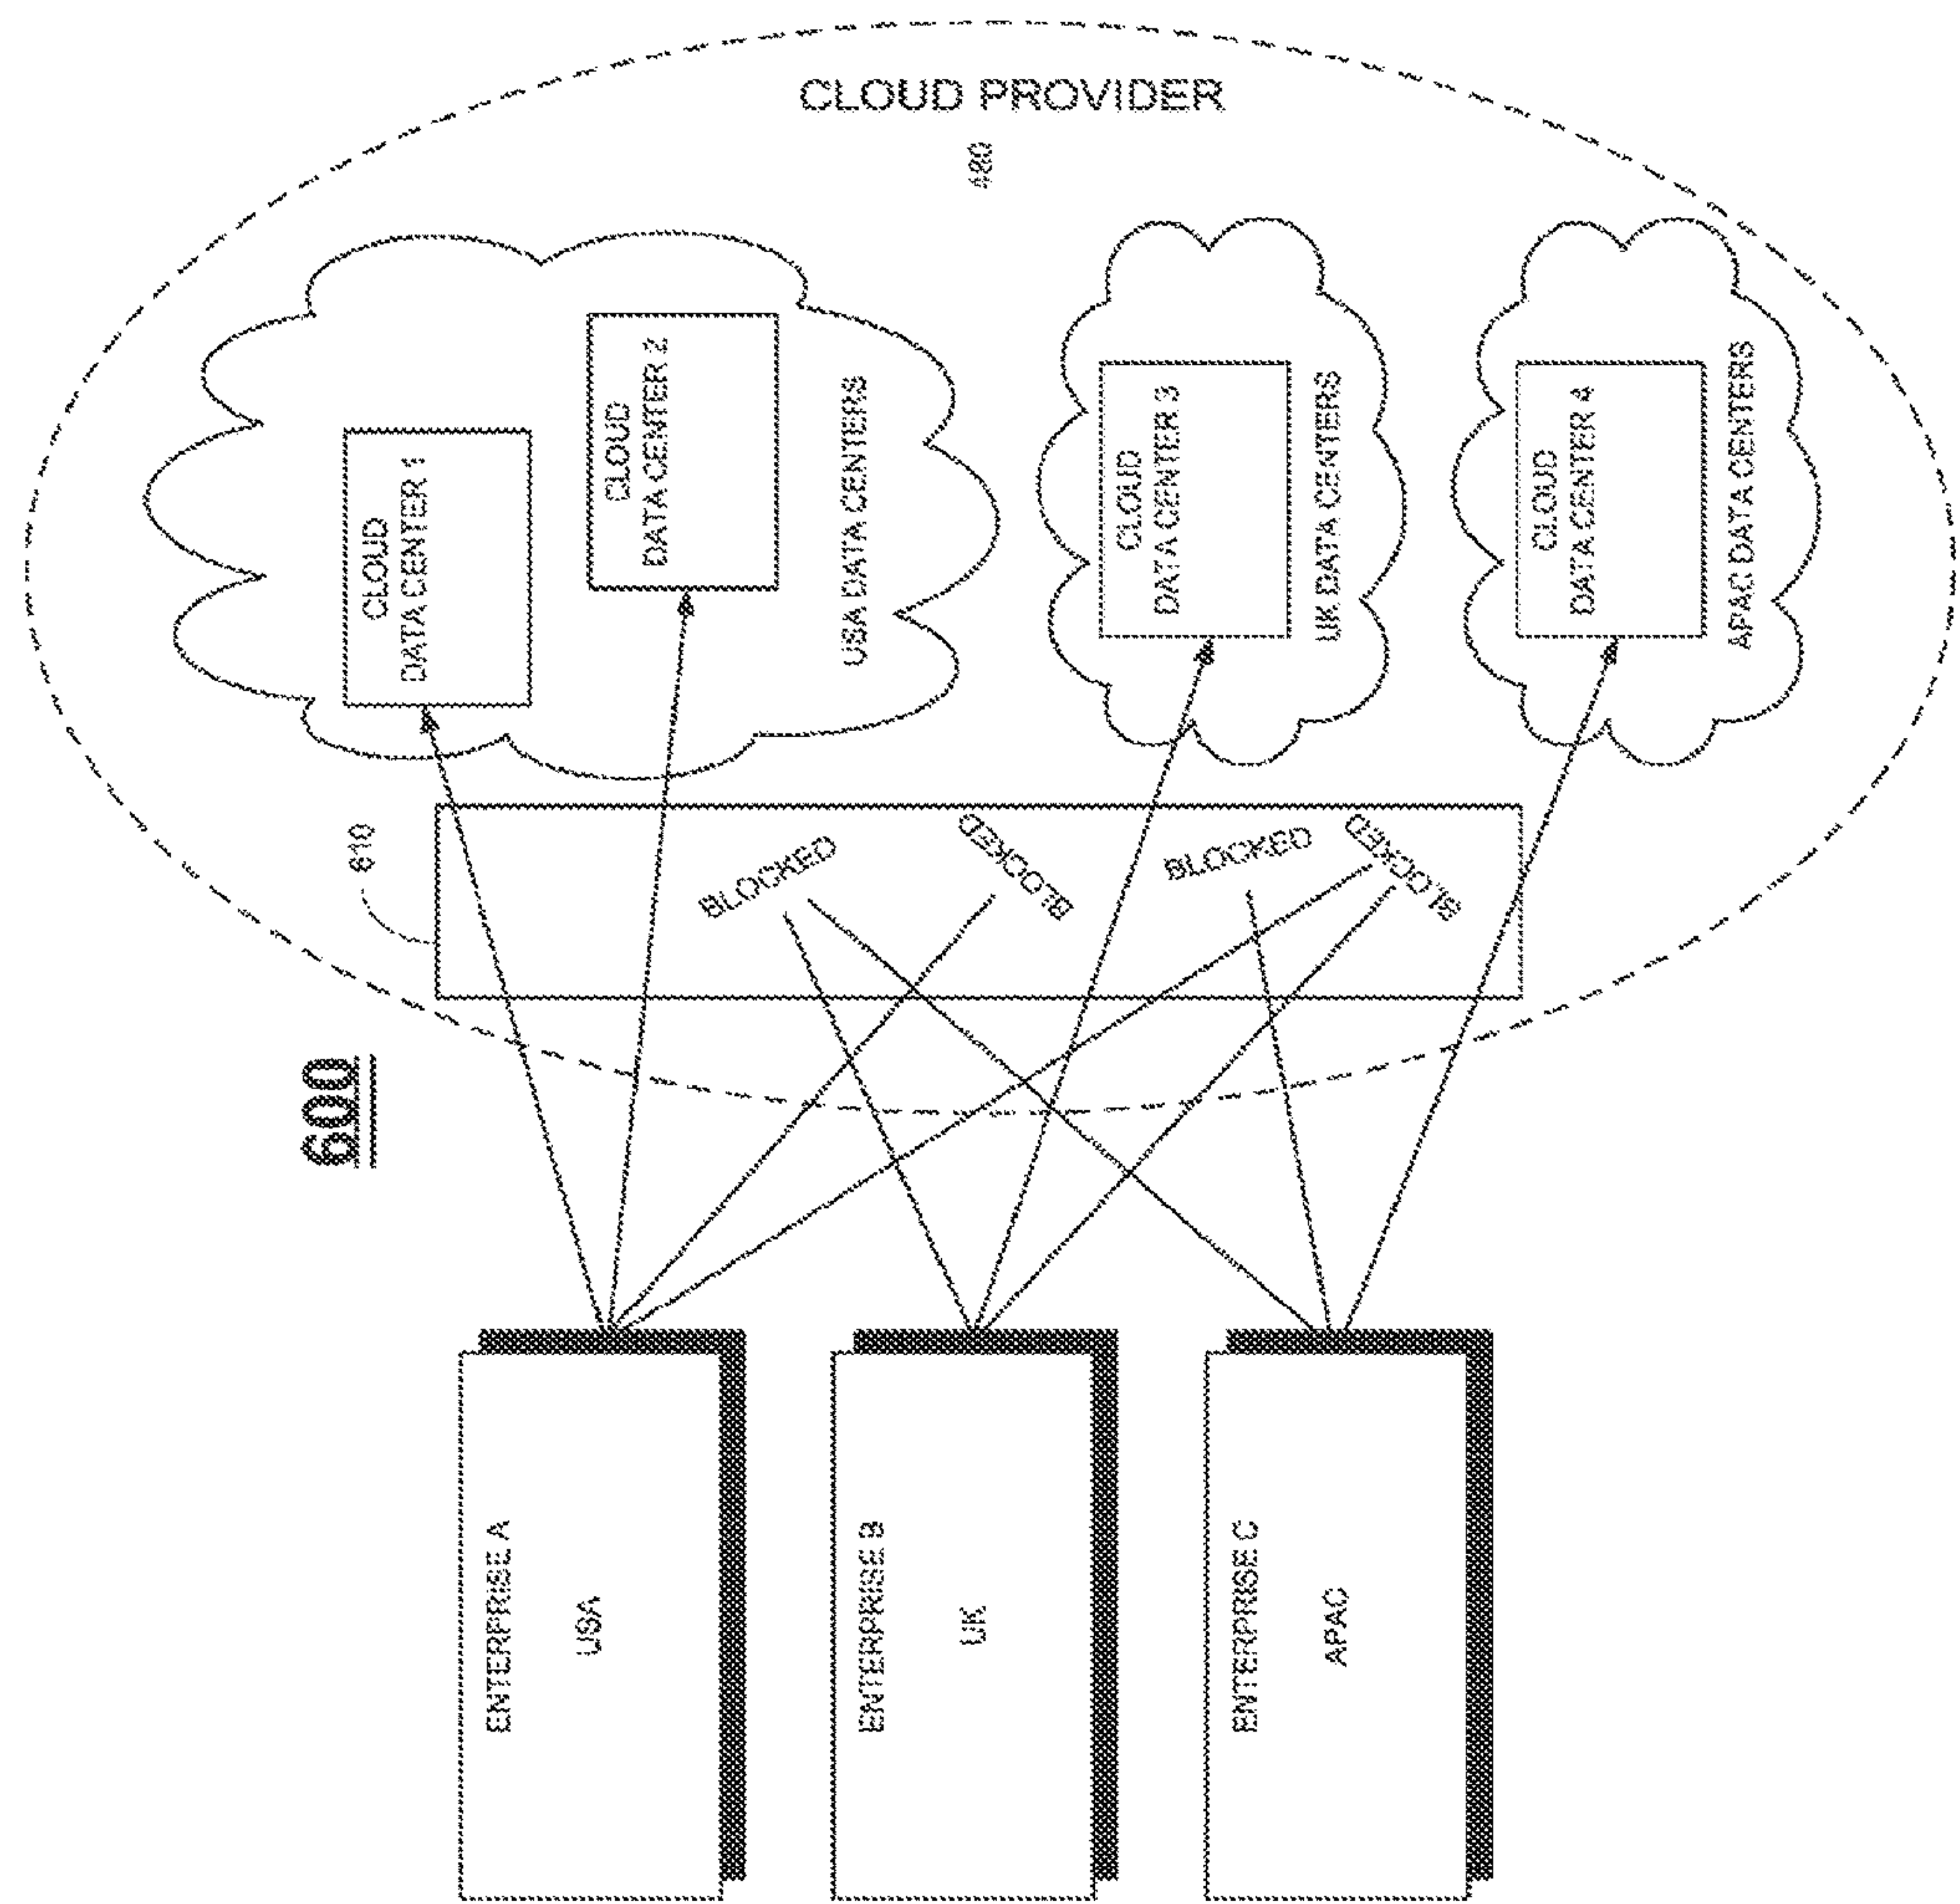 CLOUD PROVIDER
480
CLOUD
DATA CENTER 1
CLOUD
DATA CENTER 2
USA DATA CENTERS
CLOUD
DATA CENTER 3
UK DATA CENTERS
CLOUD
DATA CENTER 4
APAC DATA CENTERS
610
BLOCKED
BLOCKED
BLOCKED
BLOCKED
600
ENTERPRISE A
USA
ENTERPRISE B
UK
ENTERPRISE C
APAC